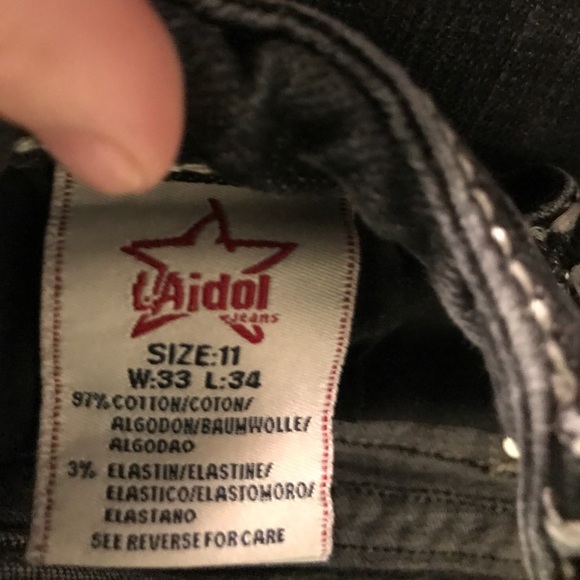 L'Aidol
Jeans
SIZE:11
W:33 L:34
97% COTTON/COTON/
ALGODON/BAUMWOLLE/
ALGODAO
3% ELASTIN/ELASTINE/
ELASTICO/ELASTOMORO/
ELASTANO
SEE REVERSE FOR CARE